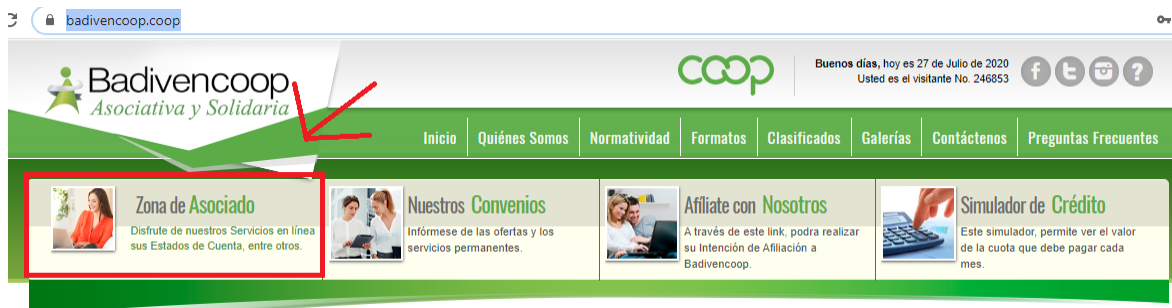 badivencoop.coop
Badivencoop
Asociativa y Solidaria
coop
Buenos días, hoy es 27 de Julio de 2020
Usted es el visitante No. 246853
Inicio Quiénes Somos Normatividad Formatos Clasificados Galerías Contáctenos Preguntas Frecuentes
Zona de Asociado
Disfrute de nuestros Servicios en línea
sus Estados de Cuenta, entre otros.
Nuestros Convenios
Infórmese de las ofertas y los
servicios permanentes.
Afíliate con Nosotros
A través de este link, podra realizar
su Intención de Afiliación a
Badivencoop.
Simulador de Crédito
Este simulador, permite ver el valor
de la cuota que debe pagar cada
mes.